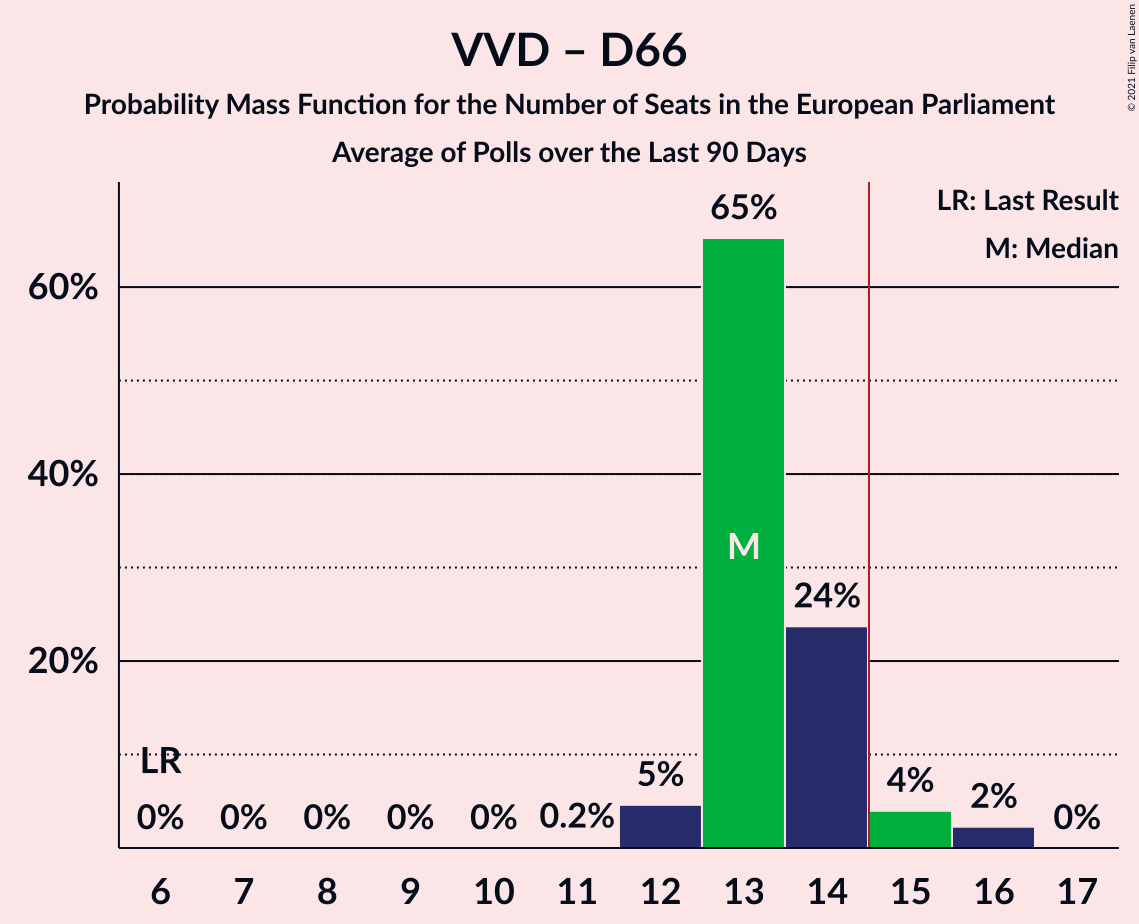 VVD – D66
Probability Mass Function for the Number of Seats in the European Parliament
Average of Polls over the Last 90 Days
© 2021 Filip van Laenen
LR: Last Result
M: Median
60%
40%
20%
65%
M
24%
LR
0% 0% 0% 0% 0% 0.2% 5% 4% 2% 0%
6 7 8 9 10 11 12 13 14 15 16 17